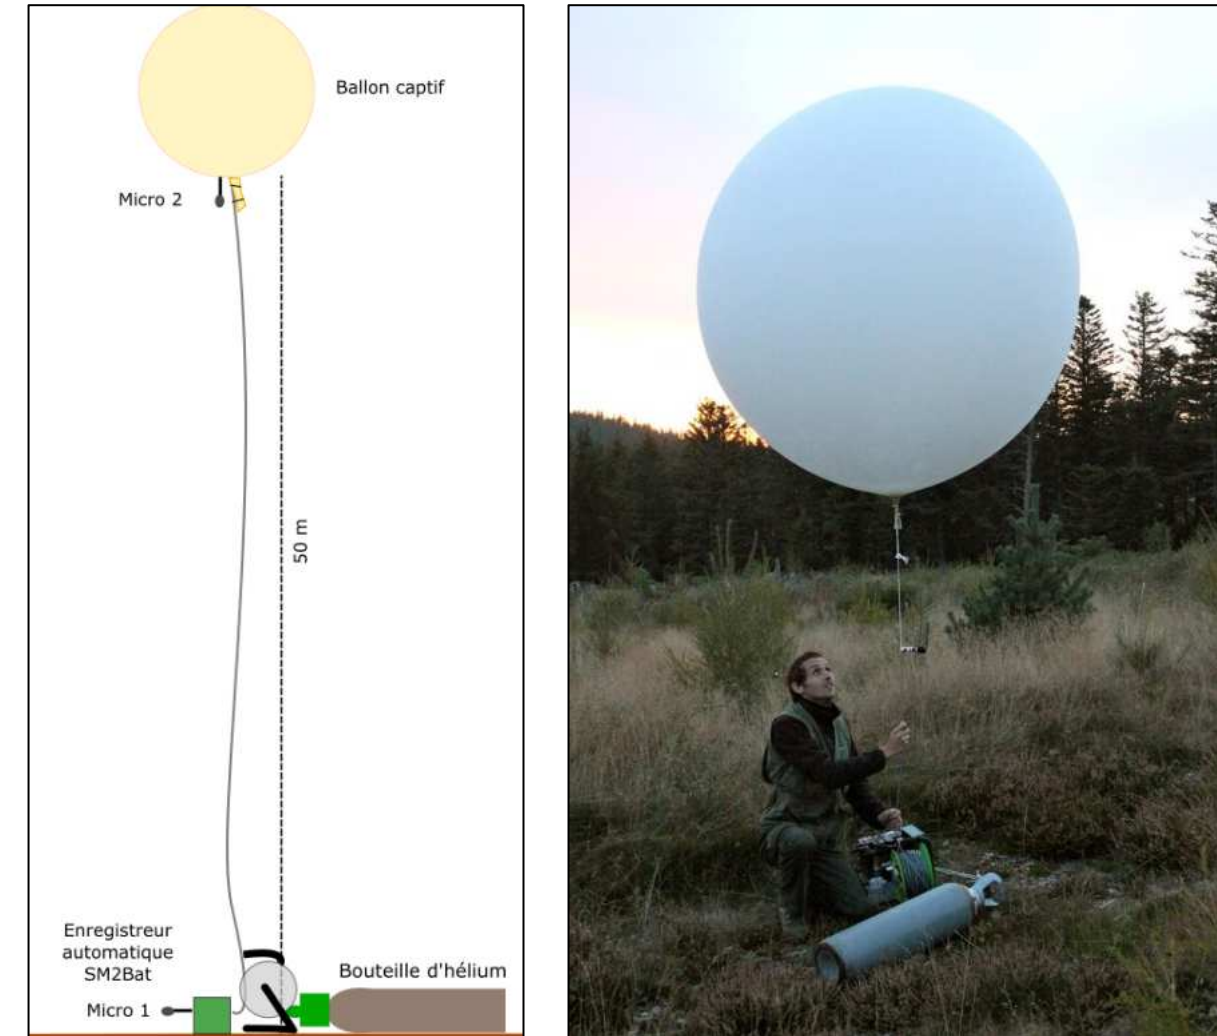 Ballon captif
Micro 2
50 m
Enregistreur
automatique
SM2Bat
Bouteille d'hélium
Micro 1